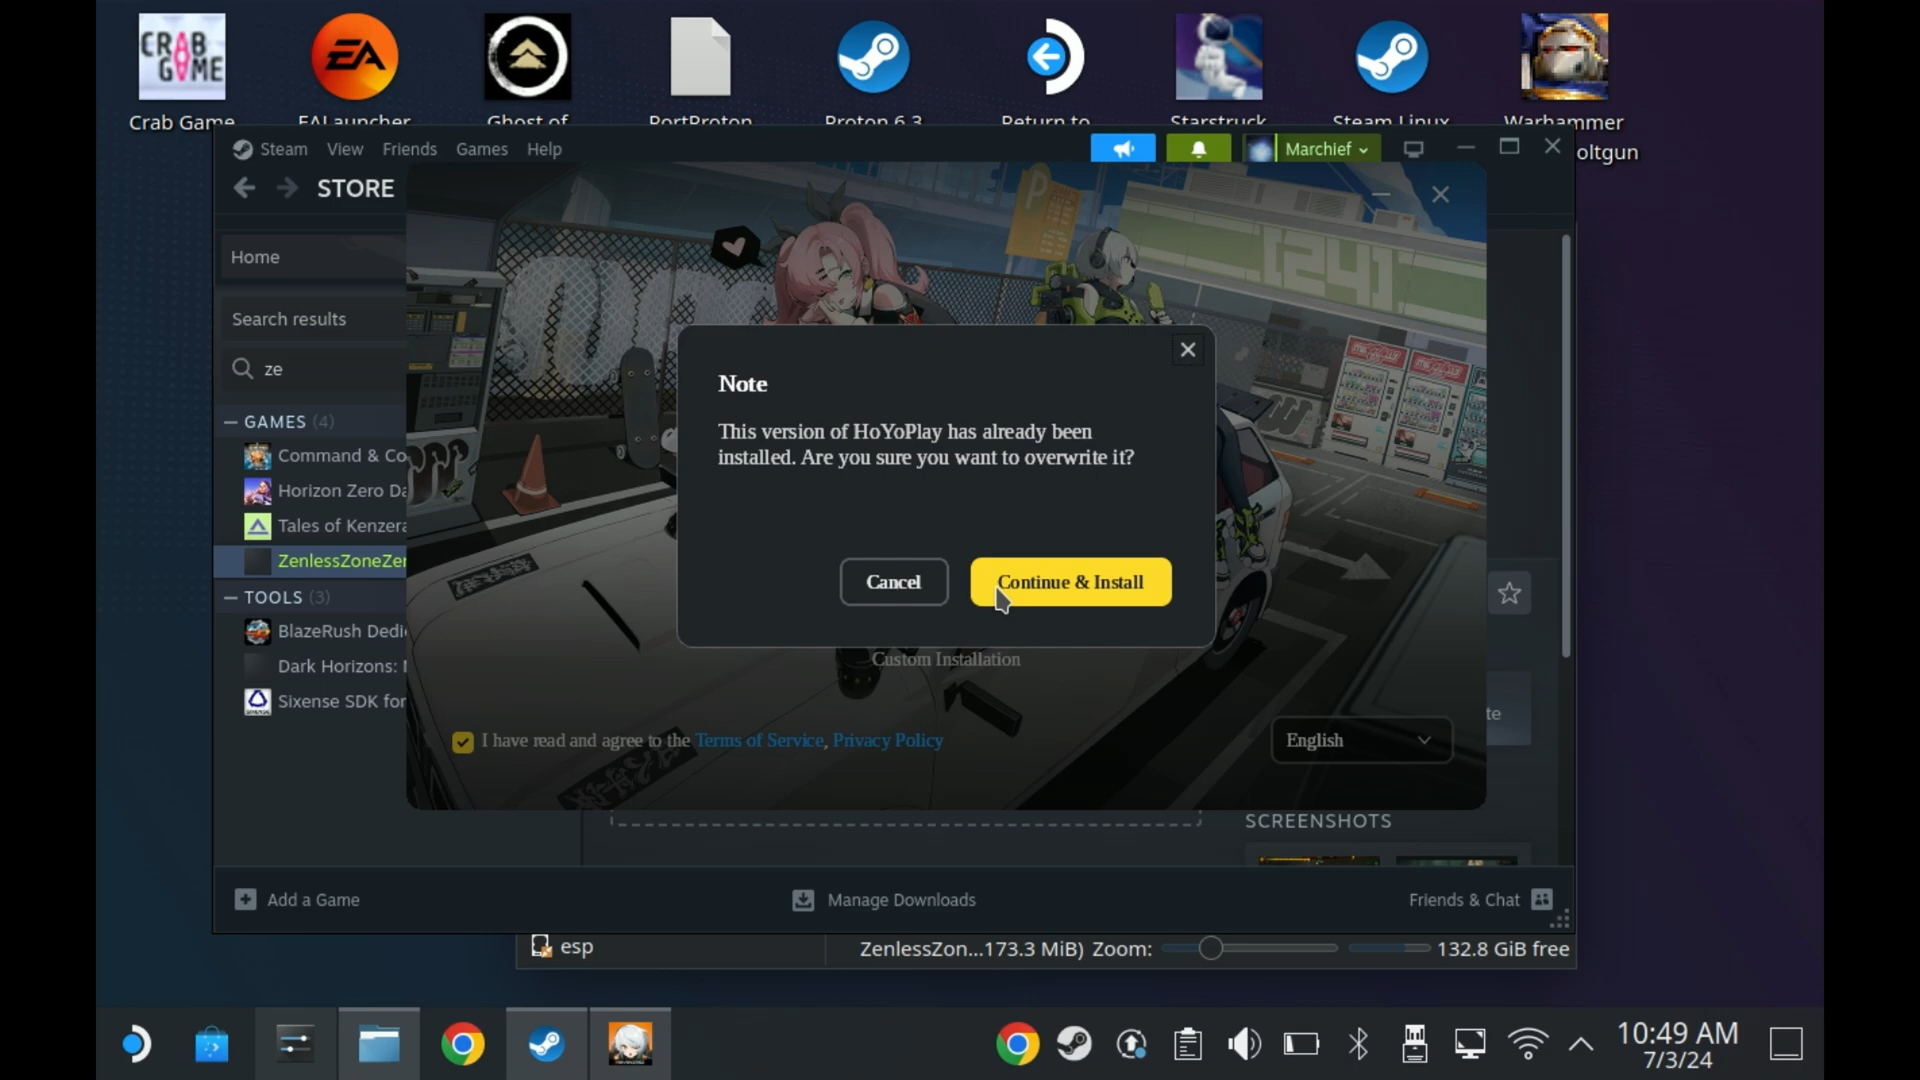 CRAB GAME
EA
Crab Game
EALauncher
Ghost of
PortProton
Proton 6.3
Return to
Starstruck
Steam Linux
Warhammer
oltgun
Steam View Friends Games Help
Marchief
STORE
P
[24]
Home
Search results
ze
GAMES (4)
Command & Co
Horizon Zero Da
Tales of Kenzera
ZenlessZoneZer
TOOLS (3)
BlazeRush Dedi
Dark Horizons:
Sixense SDK for
Note
This version of HoYoPlay has already been
installed. Are you sure you want to overwrite it?
Cancel
Continue & Install
Custom Installation
I have read and agree to the Terms of Service, Privacy Policy
English
te
SCREENSHOTS
Add a Game
Manage Downloads
Friends & Chat
esp
ZenlessZon...173.3 MiB) Zoom:
132.8 GiB free
10:49 AM
7/3/24